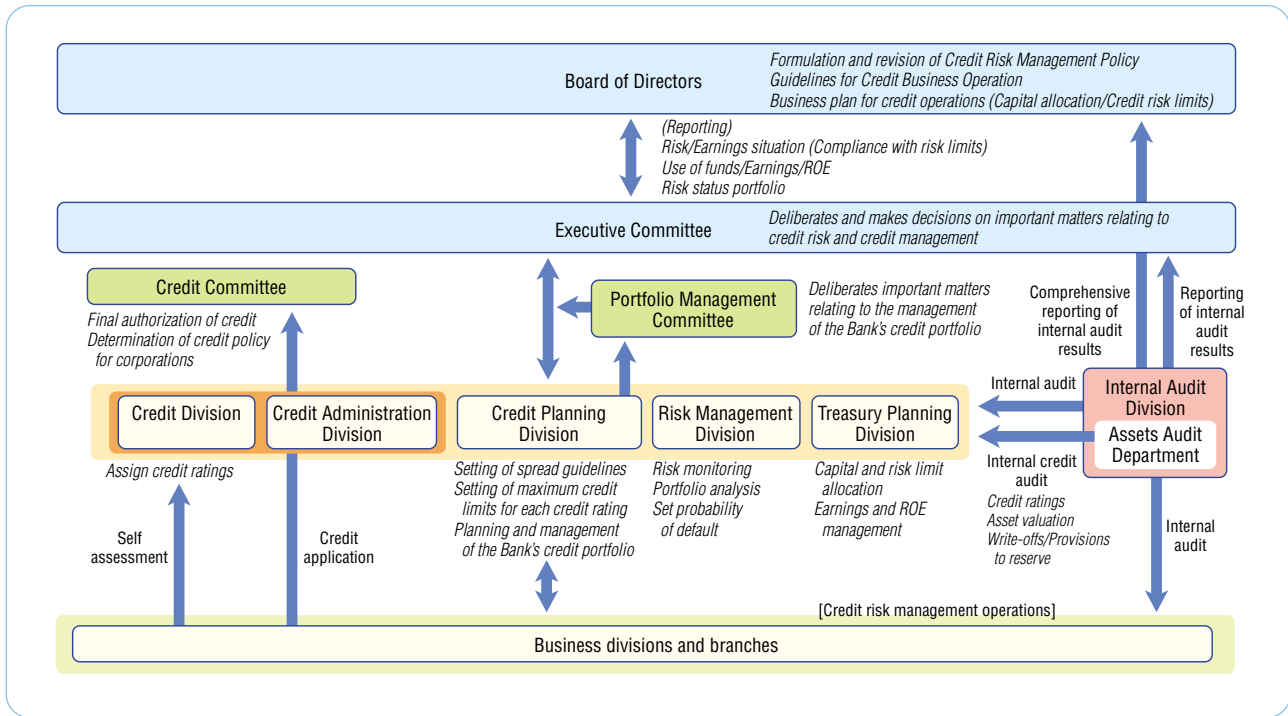 Board of Directors
Formulation and revision of Credit Risk Management Policy
Guidelines for Credit Business Operation
Business plan for credit operations (Capital allocation/Credit risk limits)
(Reporting)
Risk/Earnings situation (Compliance with risk limits)
Use of funds/Earnings/ROE
Risk status portfolio
Executive Committee
Deliberates and makes decisions on important matters relating to
credit risk and credit management
Credit Committee
Final authorization of credit
Determination of credit policy
for corporations
Portfolio Management
Committee
Deliberates important matters
relating to the management
of the Bank's credit portfolio
Comprehensive
reporting of
internal audit
results
Reporting
of internal
audit
results
Credit Division
Credit Administration
Division
Credit Planning
Division
Risk Management
Division
Treasury Planning
Division
Internal audit
Internal Audit
Division
Assets Audit
Department
Assign credit ratings
Setting of spread guidelines
Setting of maximum credit
limits for each credit rating
Planning and management
of the Bank's credit portfolio
Risk monitoring
Portfolio analysis
Set probability
of default
Capital and risk limit
allocation
Earnings and ROE
management
Internal credit
audit
Credit ratings
Asset valuation
Write-offs/Provisions
to reserve
Self
assessment
Credit
application
Internal
audit
[Credit risk management operations]
Business divisions and branches